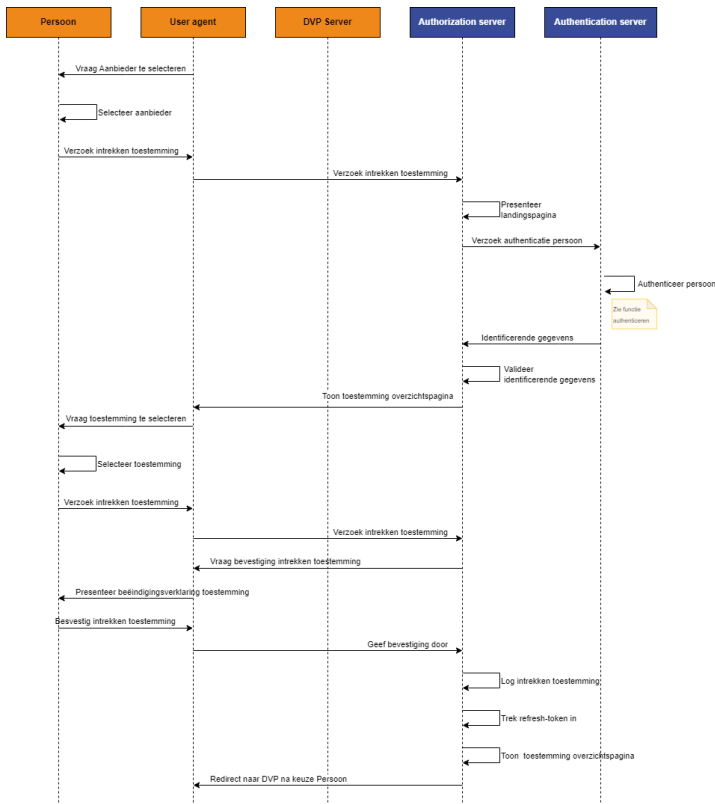 Persoon
User agent
DVP Server
Authorization server
Authentication server
Vraag Aanbieder te selecteren
Selecteer aanbieder
Verzoek intrekken toestemming
Verzoek intrekken toestemming
Presenteer
landingspagina
Verzoek authenticatie persoon
Authenticeer persoon
Zie functie
authenticeren
Identificerende gegevens
Valideer
identificerende gegevens
Toon toestemming overzichtspagina
Vraag toestemming te selecteren
Selecteer toestemming
Verzoek intrekken toestemming
Verzoek intrekken toestemming
Vraag bevestiging intrekken toestemming
Presenteer beëindigingsverklaring toestemming
Besvestig intrekken toestemming
Geef bevestiging door
Log intrekken toestemming
Trek refresh-token in
Toon toestemming overzichtspagina
Redirect naar DVP na keuze Persoon